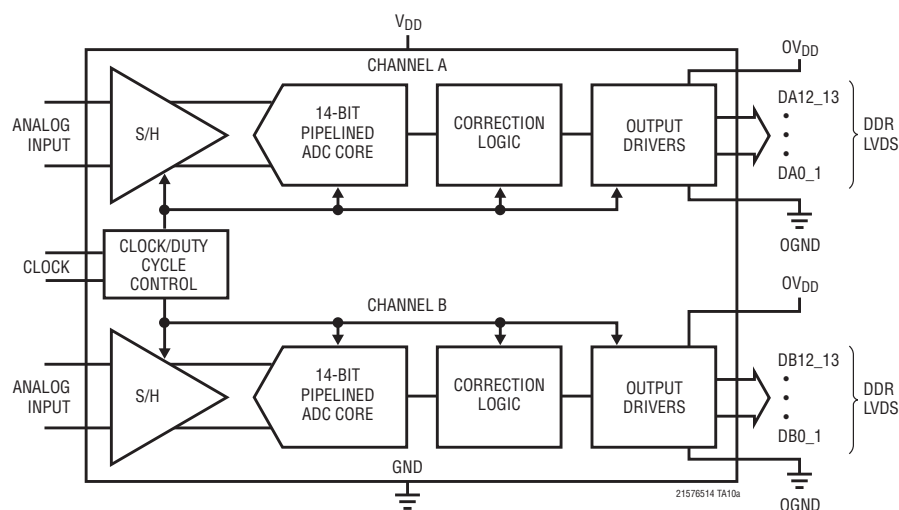 VDD
CHANNEL A
ANALOG
INPUT
S/H
14-BIT
PIPELINED
ADC CORE
CORRECTION
LOGIC
OUTPUT
DRIVERS
OVDD
DA12_13
•
•
•
DA0_1
DDR
LVDS
OGND
CLOCK
CLOCK/DUTY
CYCLE
CONTROL
CHANNEL B
ANALOG
INPUT
S/H
14-BIT
PIPELINED
ADC CORE
CORRECTION
LOGIC
OUTPUT
DRIVERS
OVDD
DB12_13
•
•
•
DB0_1
DDR
LVDS
GND
21576514 TA10a
OGND